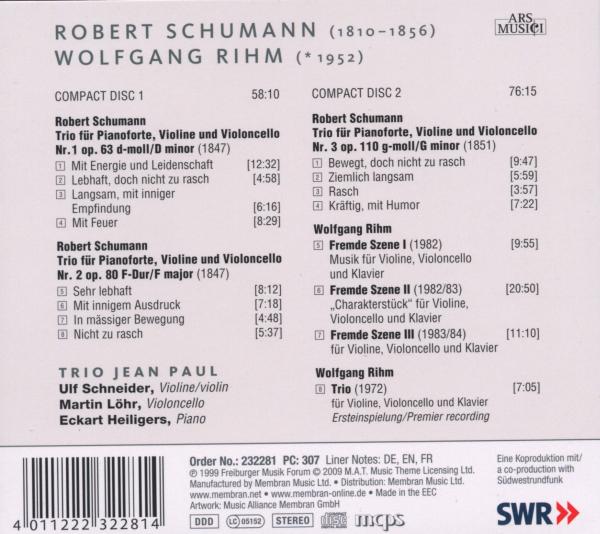 ROBERT SCHUMANN (1810–1856)
WOLFGANG RIHM (* 1952)
ARS
MUSICI
COMPACT DISC 1 58:10
Robert Schumann
Trio für Pianoforte, Violine und Violoncello
Nr.1 op. 63 d-moll/D minor (1847)
1 Mit Energie und Leidenschaft [12:32]
2 Lebhaft, doch nicht zu rasch [4:58]
3 Langsam, mit inniger
Empfindung [6:16]
4 Mit Feuer [8:29]
Robert Schumann
Trio für Pianoforte, Violine und Violoncello
Nr. 2 op. 80 F-Dur/F major (1847)
5 Sehr lebhaft [8:12]
6 Mit innigem Ausdruck [7:18]
7 In mässiger Bewegung [4:48]
8 Nicht zu rasch [5:37]
TRIO JEAN PAUL
Ulf Schneider, Violine/violin
Martin Löhr, Violoncello
Eckart Heiligers, Piano
COMPACT DISC 2 76:15
Robert Schumann
Trio für Pianoforte, Violine und Violoncello
Nr. 3 op. 110 g-moll/G minor (1851)
1 Bewegt, doch nicht zu rasch [9:47]
2 Ziemlich langsam [5:59]
3 Rasch [3:57]
4 Kräftig, mit Humor [7:22]
Wolfgang Rihm
5 Fremde Szene I (1982) [9:55]
Musik für Violine, Violoncello
und Klavier
6 Fremde Szene II (1982/83) [20:50]
„Charakterstück“ für Violine,
Violoncello und Klavier
7 Fremde Szene III (1983/84) [11:10]
für Violine, Violoncello und Klavier
Wolfgang Rihm
8 Trio (1972) [7:05]
für Violine, Violoncello und Klavier
Ersteinspielung/Premier recording
4 011222 322814
Order No.: 232281 PC: 307 Liner Notes: DE, EN, FR
℗ 1999 Freiburger Musik Forum © 2009 M.A.T. Music Theme Licensing Ltd.
Manufactured by Membran Music Ltd. • Distribution: Membran Music Ltd.
www.membran.net • www.membran-online.de • Made in the EEC
Artwork: Music Alliance Membran GmbH
DDD LC 05152 STEREO COMPACT disc DIGITAL AUDIO mcps
Eine Koproduktion mit/
a co-production with
Südwestrundfunk
SWR